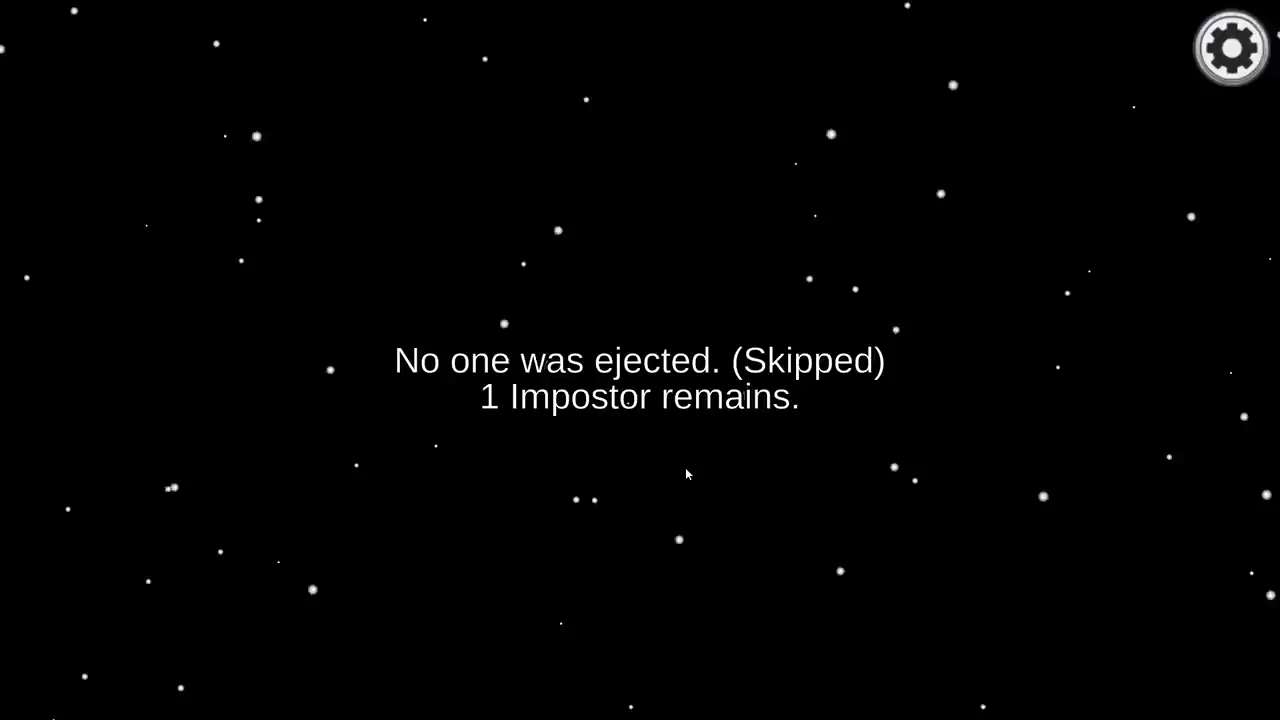 No one was ejected. (Skipped)
1 Impostor remains.